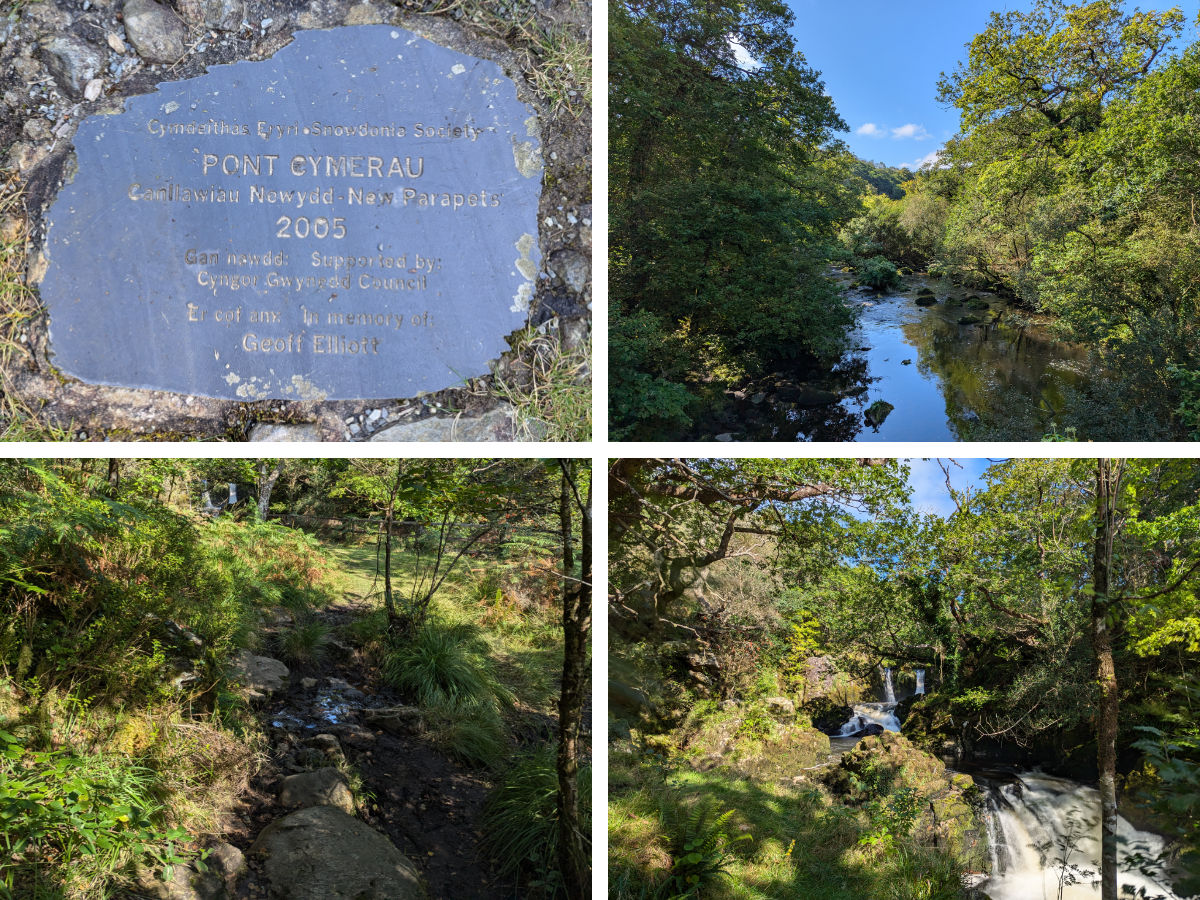 Cymdeithas Eryri • Snowdonia Society
PONT CYMERAU
Canllawiau Newydd - New Parapets
2005
Gan nawdd: Supported by:
Cyngor Gwynedd Council
Er cof am: In memory of:
Geoff Elliott